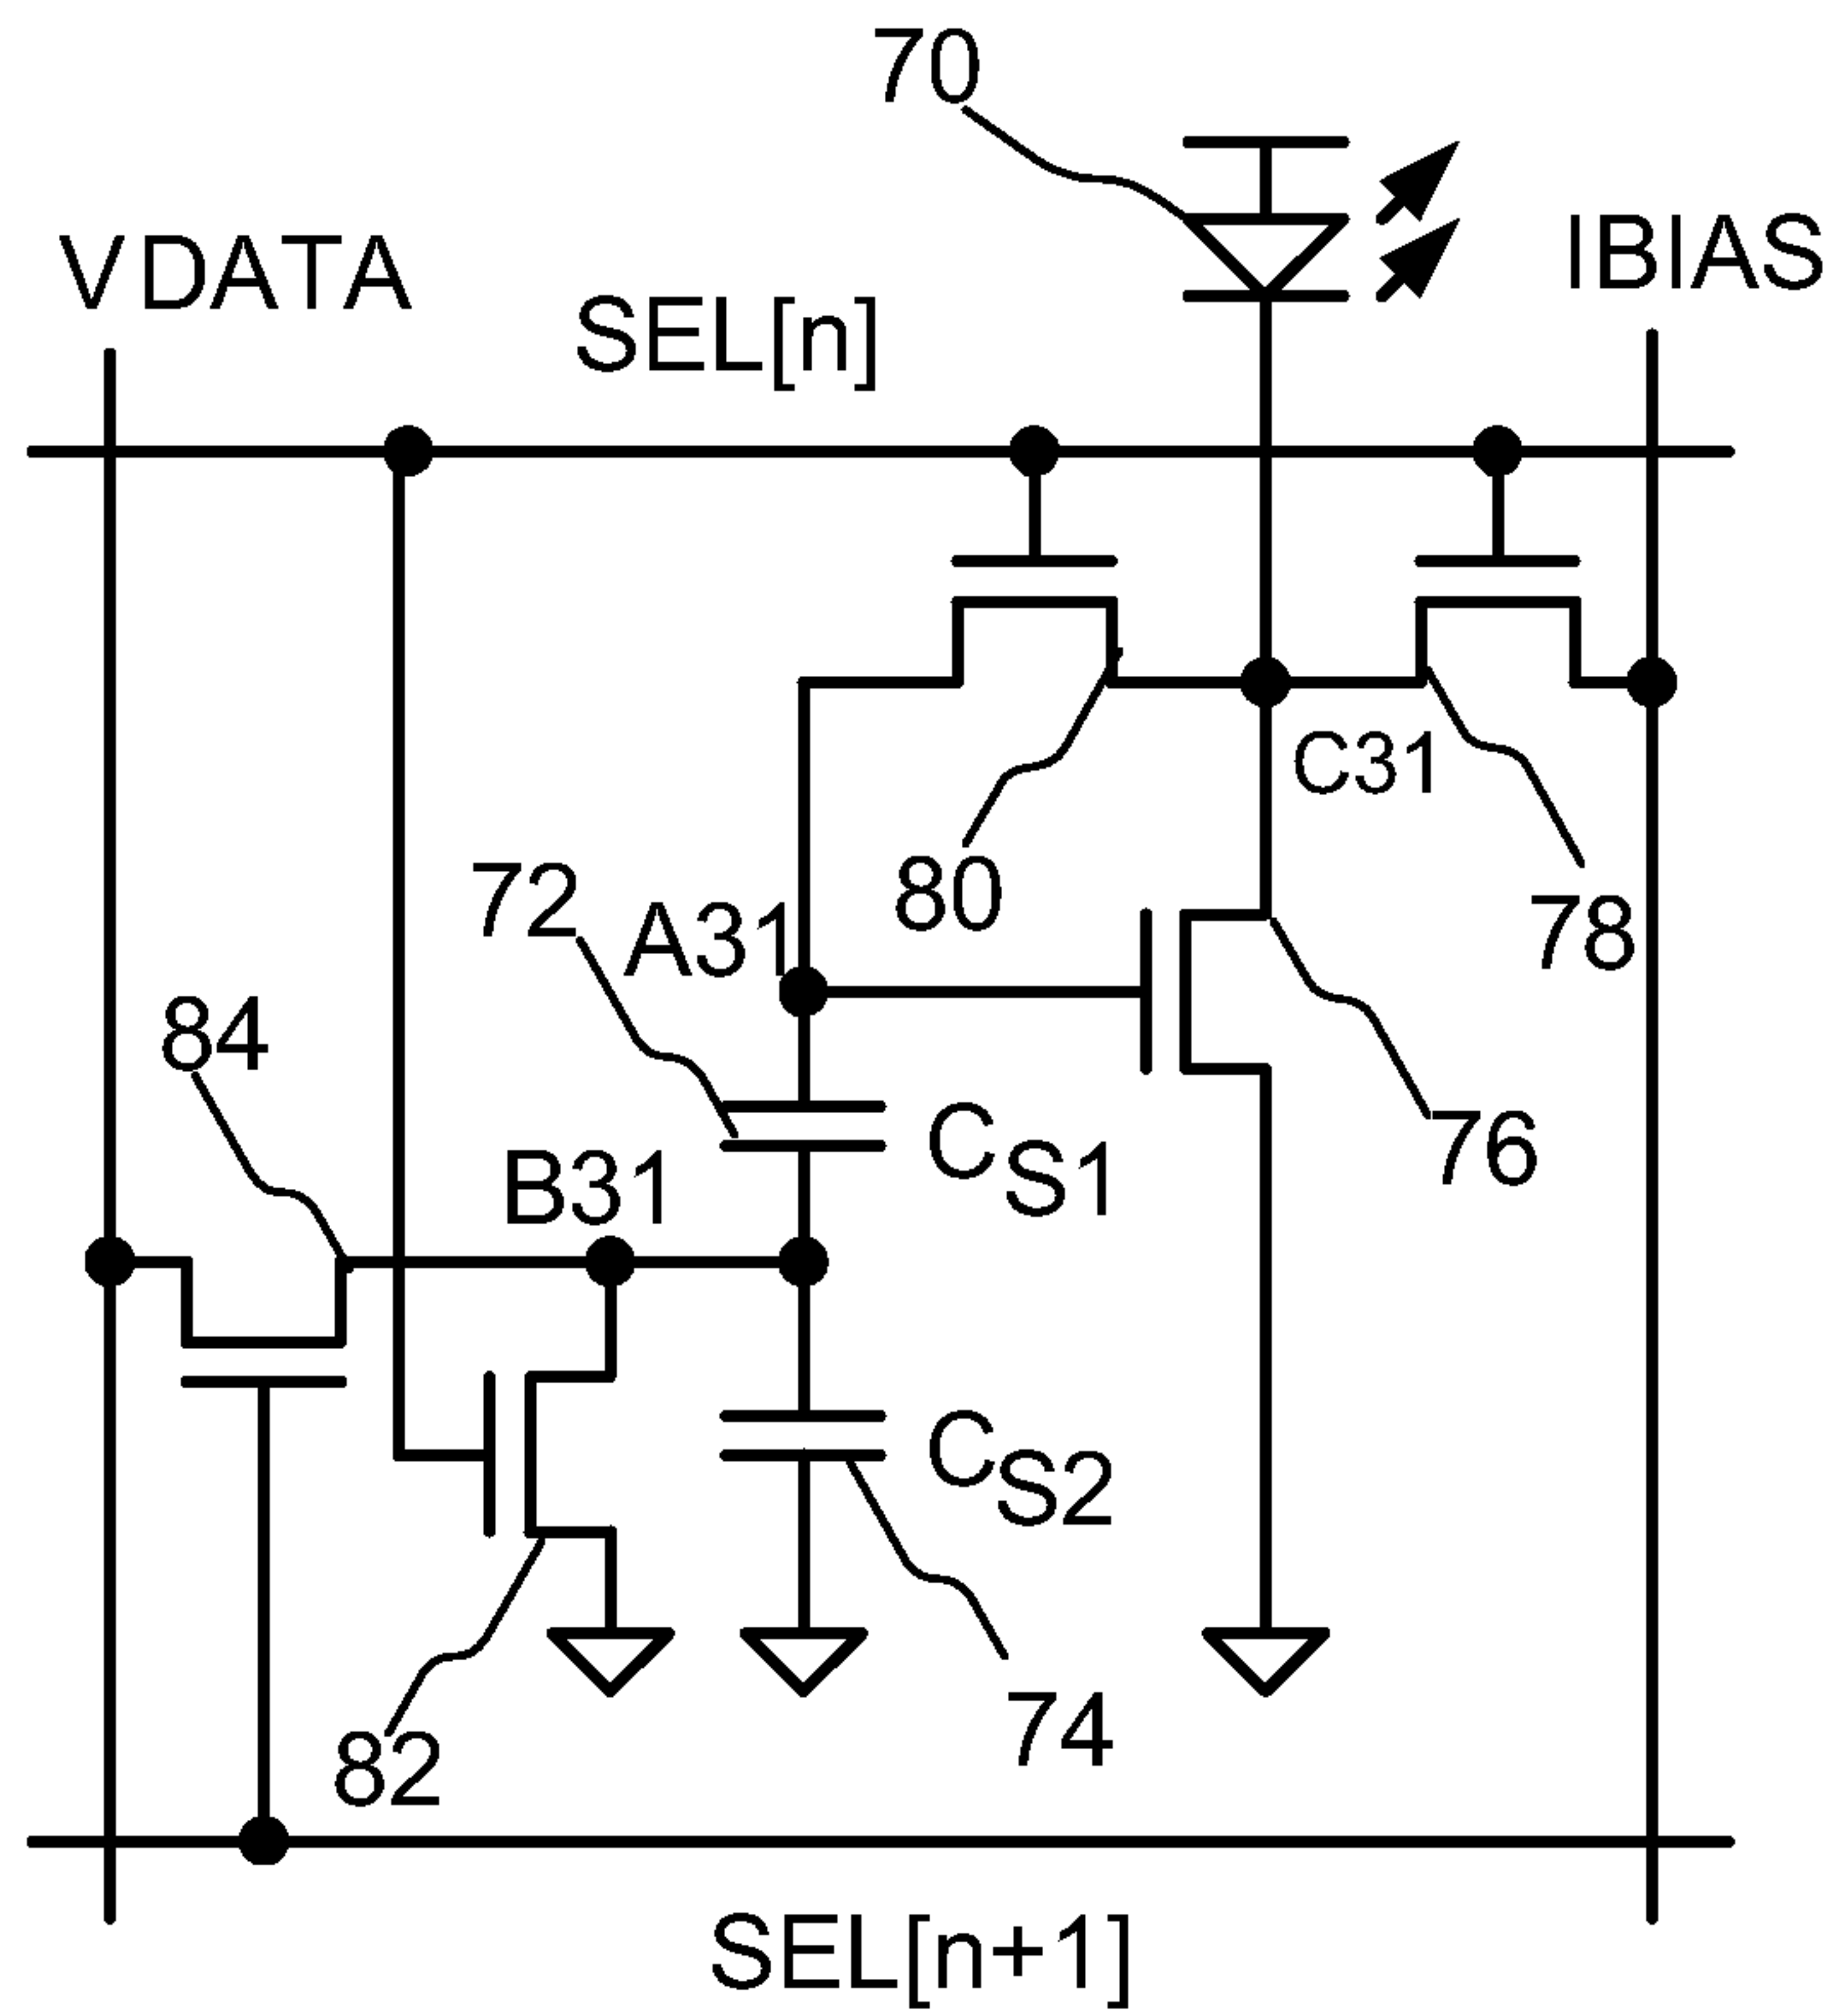 70
VDATA
SEL[n]
IBIAS
C31
72
A31
80
78
84
CS1
76
B31
CS2
74
82
SEL[n+1]